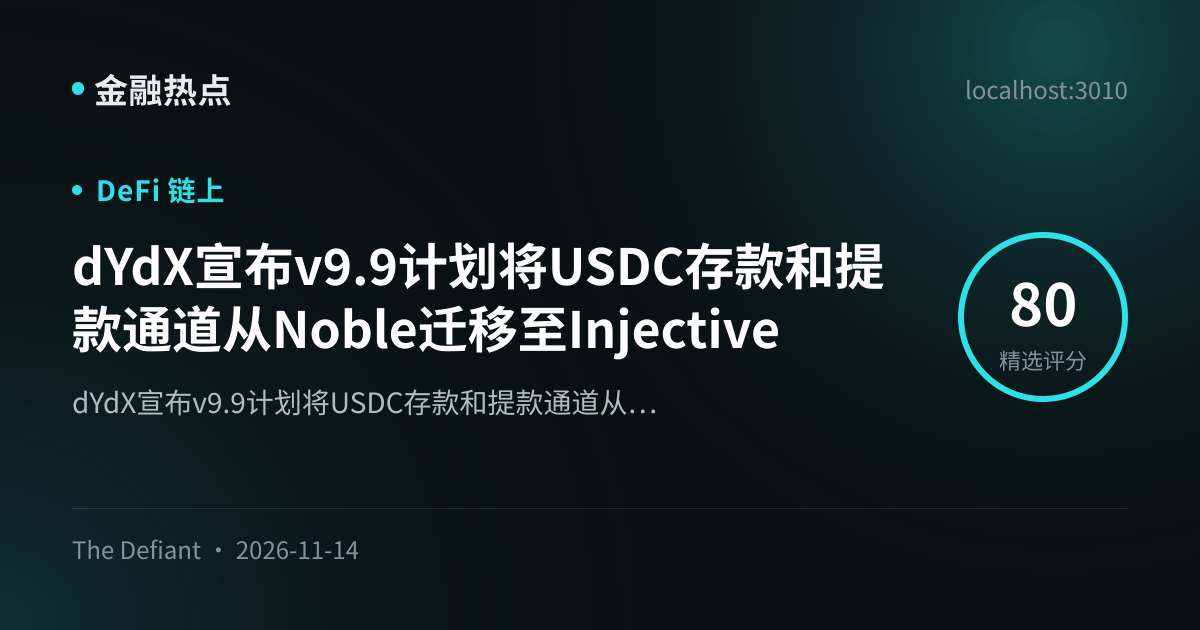 金融热点
localhost:3010
DeFi 链上
dYdX宣布v9.9计划将USDC存款和提
款通道从Noble迁移至Injective
80
精选评分
dYdX宣布v9.9计划将USDC存款和提款通道从…
The Defiant • 2026-11-14